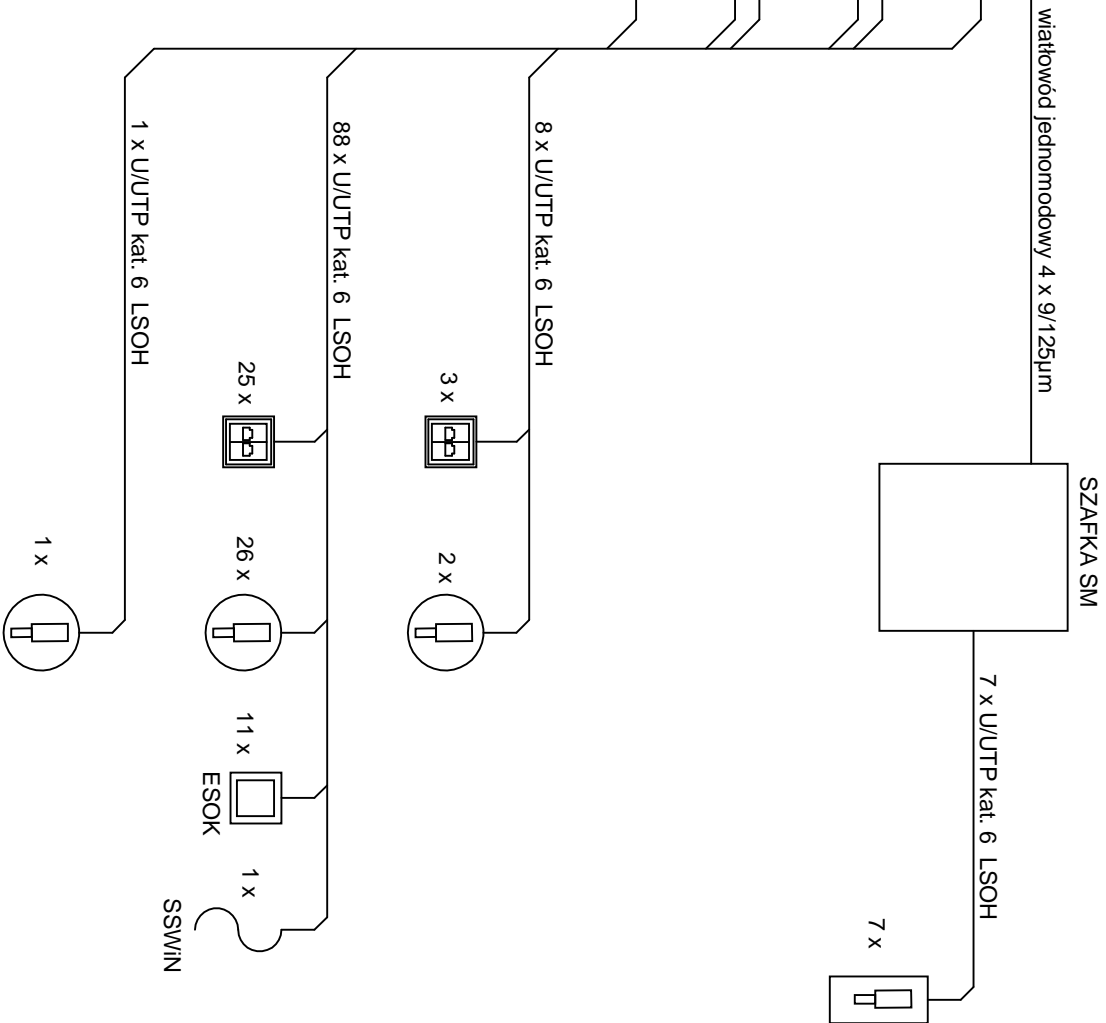 wiatłowód jednomodowy 4 x 9/125µm
SZAFKA SM
7 x U/UTP kat. 6 LSOH
7 x
8 x U/UTP kat. 6 LSOH
3 x
2 x
88 x U/UTP kat. 6 LSOH
25 x
26 x
11 x
ESOK
1 x
SSWiN
1 x U/UTP kat. 6 LSOH
1 x